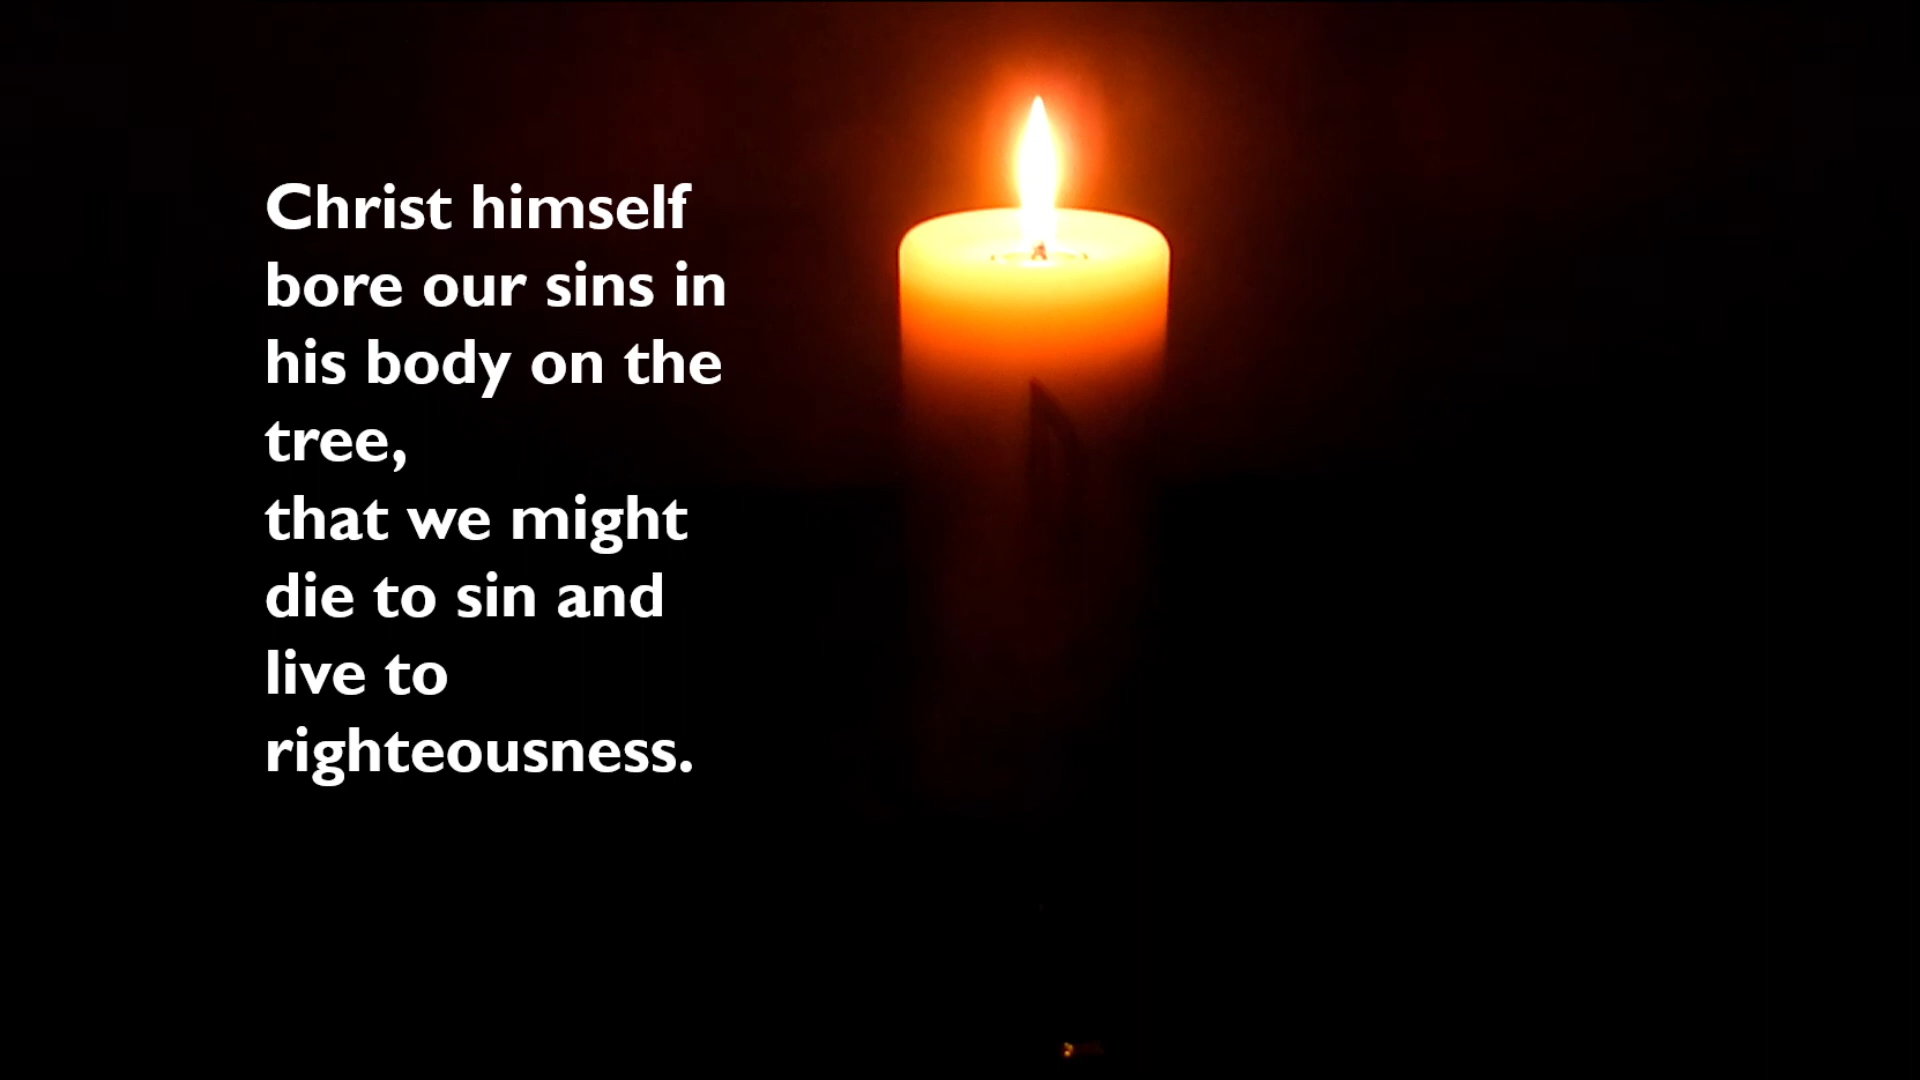 Christ himself
bore our sins in
his body on the
tree,
that we might
die to sin and
live to
righteousness.